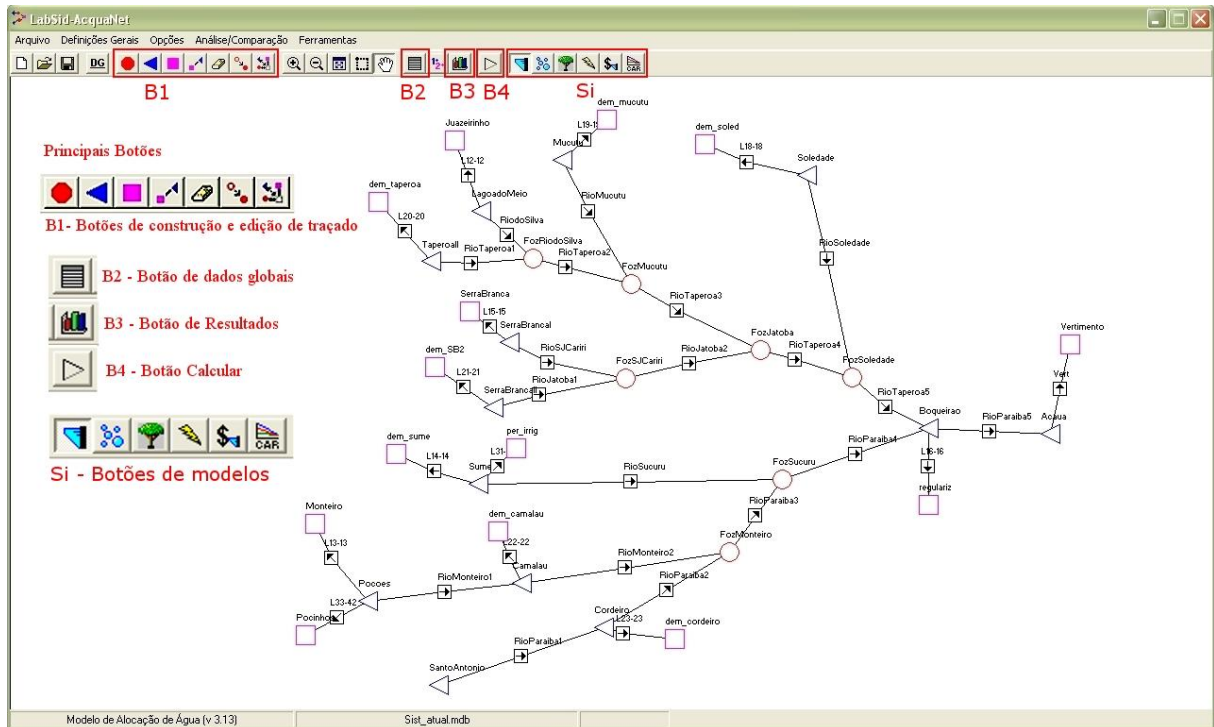 LabSid-AcquaNet
Arquivo Definições Gerais Opções Análise/Comparação Ferramentas
DG
CAR
B1 B2 B3 B4 Si
dem_mucutu
Juazeirinho
L19-19
Mucutu
dem_soled
L18-18
Soledade
Principais Botões
L12-12
dem_taperoa
LagoadoMeio
RioMucutu
L20-20
RiodoSilva
B1- Botões de construção e edição de traçado
TaperoaII
RioTaperoa1
FozRiodoSilva
RioTaperoa2
RioSoledade
FozMucutu
B2 - Botão de dados globais
RioTaperoa3
SerraBranca
L15-15
SerraBrancaI
B3 - Botão de Resultados
FozJatoba
Vertimento
RioSJCariri
RioTaperoa4
dem_SB2
FozSJCariri
RioJatoba2
FozSoledade
B4 - Botão Calcular
L21-21
RioJatoba1
Vert
SerraBrancaII
RioTaperoa5
Boqueirao
RioParaiba5
Acaua
CAR
dem_sume
per_irrig
RioParaiba4
Si - Botões de modelos
L14-14
L31-
L16-16
Sume
RioSucuru
FozSucuru
regulariz
Monteiro
dem_camalau
RioParaiba3
L13-13
L22-22
FozMonteiro
Camalau
RioMonteiro2
Pocoes
RioMonteiro1
RioParaiba2
L33-42
Cordeiro
Pocinhos
L23-23
dem_cordeiro
RioParaiba1
SantoAntonio
Modelo de Alocação de Água (v 3.13) Sist_atual.mdb